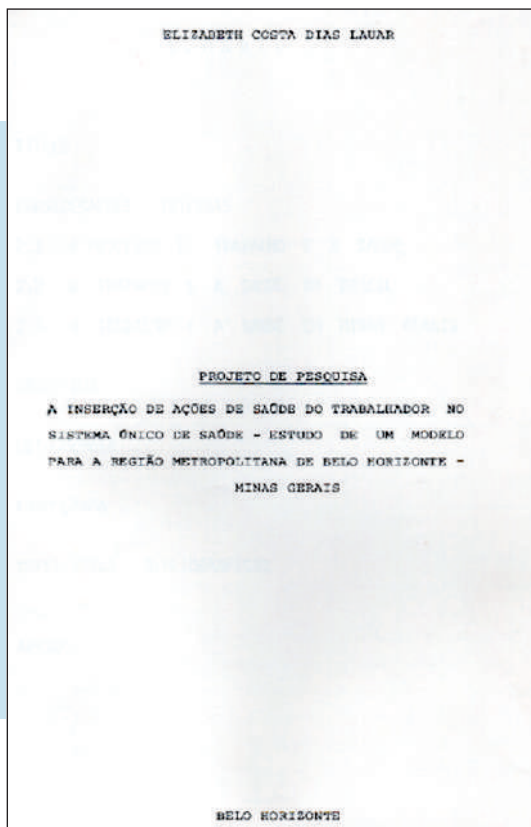 ELIZABETH COSTA DIAS LAUAR
PROJETO DE PESQUISA
A INSERÇÃO DE AÇÕES DE SAÚDE DO TRABALHADOR NO
SISTEMA ÚNICO DE SAÚDE - ESTUDO DE UM MODELO
PARA A REGIÃO METROPOLITANA DE BELO HORIZONTE -
MINAS GERAIS
BELO HORIZONTE